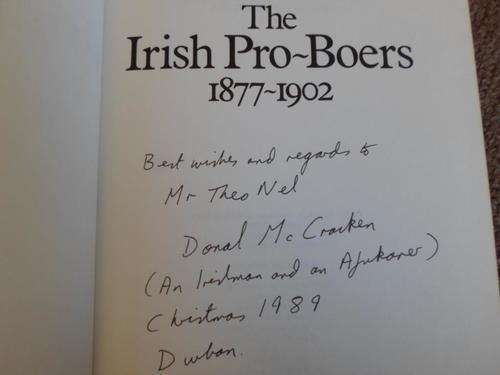 The
Irish Pro~Boers
1877~1902
Best wishes and regards to
Mr Theo Nel
Donal McCracken
(An Irishman and an Afrikaner)
Christmas 1989
Durban.